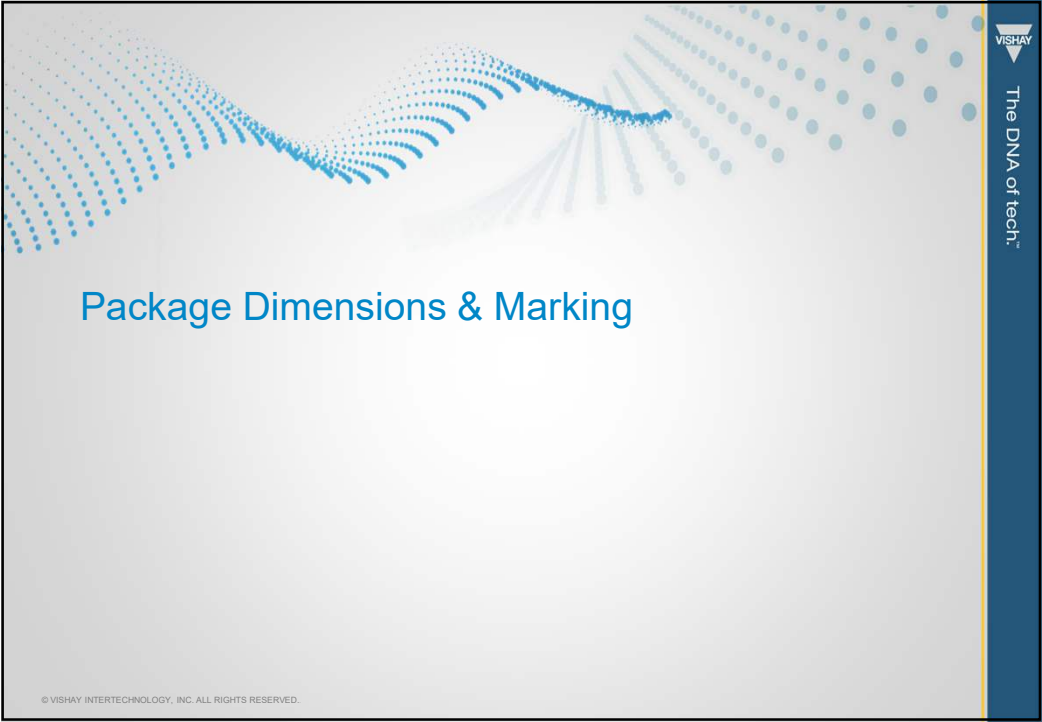 VISHAY
The DNA of tech.™
Package Dimensions & Marking
© VISHAY INTERTECHNOLOGY, INC. ALL RIGHTS RESERVED.